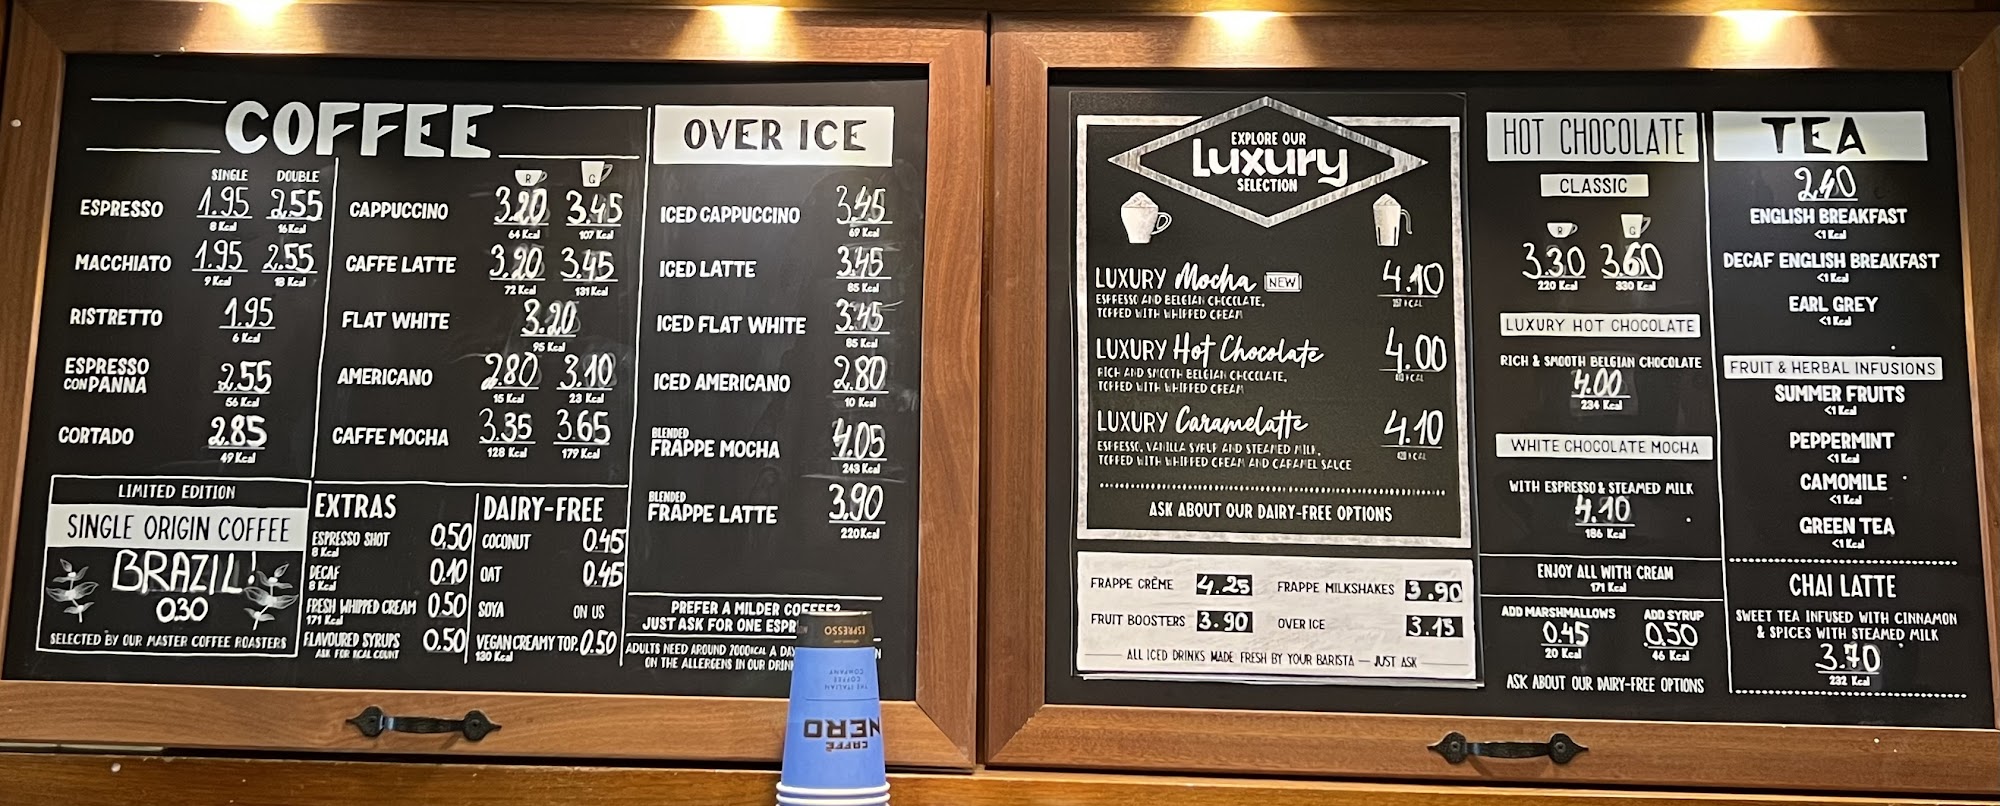 COFFEE
SINGLE DOUBLE
ESPRESSO 1.95 2.55
8 Kcal 16 Kcal
MACCHIATO 1.95 2.55
9 Kcal 18 Kcal
RISTRETTO 1.95
6 Kcal
ESPRESSO
CON PANNA 2.55
56 Kcal
CORTADO 2.85
49 Kcal
R G
CAPPUCCINO 3.20 3.45
64 Kcal 107 Kcal
CAFFE LATTE 3.20 3.45
72 Kcal 131 Kcal
FLAT WHITE 3.20
95 Kcal
AMERICANO 2.80 3.10
15 Kcal 23 Kcal
CAFFE MOCHA 3.35 3.65
128 Kcal 179 Kcal
LIMITED EDITION
SINGLE ORIGIN COFFEE
BRAZIL!
030
SELECTED BY OUR MASTER COFFEE ROASTERS
EXTRAS
ESPRESSO SHOT 0,50
8 Kcal
DECAF 0.10
8 Kcal
FRESH WHIPPED CREAM 0.50
171 Kcal
FLAVOURED SYRUPS 0.50
ASK FOR KCAL COUNT
DAIRY-FREE
COCONUT 0.45
OAT 0.45
SOYA ON US
VEGAN CREAMY TOP. 0.50
130 Kcal
OVER ICE
ICED CAPPUCCINO 3.45
69 Kcal
ICED LATTE 3.45
85 Kcal
ICED FLAT WHITE 3.45
85 Kcal
ICED AMERICANO 2.80
10 Kcal
BLENDED
FRAPPE MOCHA 4.05
243 Kcal
BLENDED
FRAPPE LATTE 3.90
220 Kcal
PREFER A MILDER COFFEE?
JUST ASK FOR ONE ESPR
ADULTS NEED AROUND 2000KCAL A DAY
ON THE ALLERGENS IN OUR DRIN
ESPRESSO
THE ITALIAN
COFFEE
COMPANY
CAFFÈ
NERO
EXPLORE OUR
Luxury
SELECTION
LUXURY Mocha NEW 4.10
ESPRESSO AND BELGIAN CHOCOLATE,
TOPPED WITH WHIPPED CREAM
LUXURY Hot Chocolate 4.00
RICH AND SMOOTH BELGIAN CHOCOLATE,
TOPPED WITH WHIPPED CREAM
LUXURY Caramelatte 4.10
ESPRESSO, VANILLA SYRUP AND STEAMED MILK,
TOPPED WITH WHIPPED CREAM AND CARAMEL SAUCE
ASK ABOUT OUR DAIRY-FREE OPTIONS
FRAPPE CRÈME 4.25 FRAPPE MILKSHAKES 3.90
FRUIT BOOSTERS 3.90 OVER ICE 3.15
ALL ICED DRINKS MADE FRESH BY YOUR BARISTA — JUST ASK
HOT CHOCOLATE
CLASSIC
R G
3.30 3.60
220 Kcal 330 Kcal
LUXURY HOT CHOCOLATE
RICH & SMOOTH BELGIAN CHOCOLATE
4.00
234 Kcal
WHITE CHOCOLATE MOCHA
WITH ESPRESSO & STEAMED MILK
4.10
186 Kcal
ENJOY ALL WITH CREAM
171 Kcal
ADD MARSHMALLOWS ADD SYRUP
0.45 0.50
20 Kcal 46 Kcal
ASK ABOUT OUR DAIRY-FREE OPTIONS
TEA
2.40
ENGLISH BREAKFAST
<1 Kcal
DECAF ENGLISH BREAKFAST
<1 Kcal
EARL GREY
<1 Kcal
FRUIT & HERBAL INFUSIONS
SUMMER FRUITS
<1 Kcal
PEPPERMINT
<1 Kcal
CAMOMILE
<1 Kcal
GREEN TEA
<1 Kcal
CHAI LATTE
SWEET TEA INFUSED WITH CINNAMON
& SPICES WITH STEAMED MILK
3.70
232 Kcal